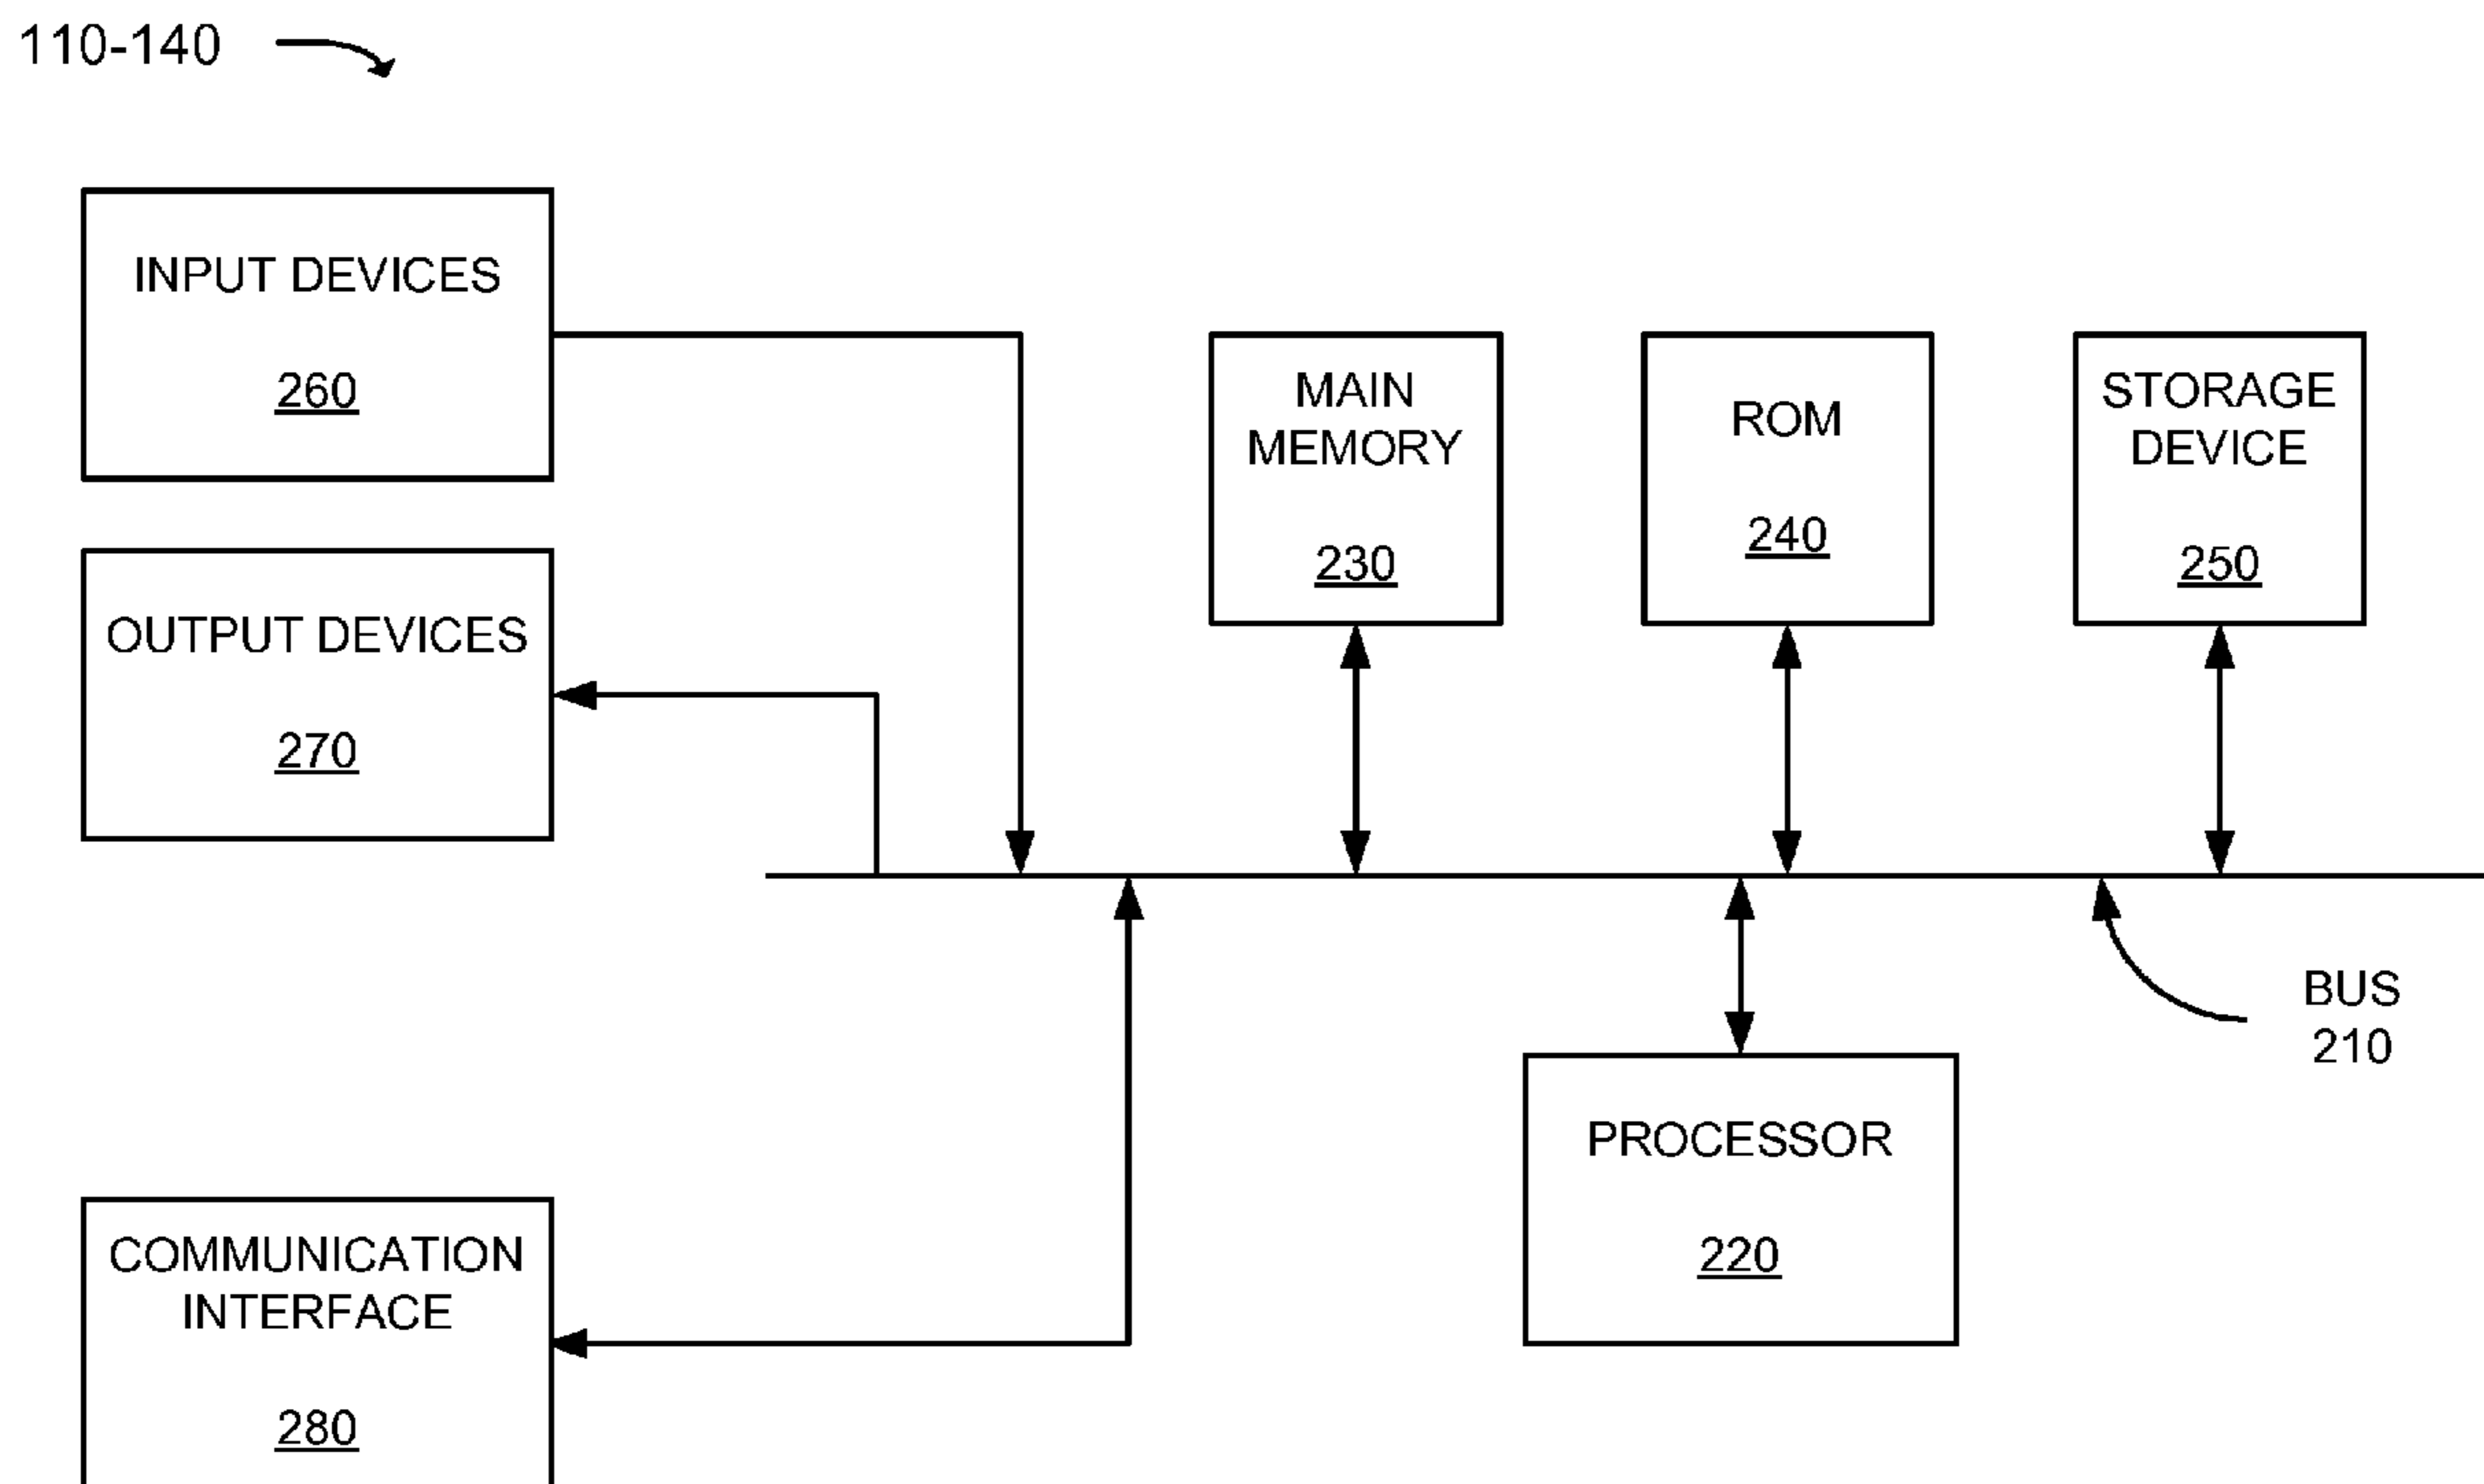 110-140
INPUT DEVICES
260
OUTPUT DEVICES
270
MAIN
MEMORY
230
ROM
240
STORAGE
DEVICE
250
BUS
210
PROCESSOR
220
COMMUNICATION
INTERFACE
280